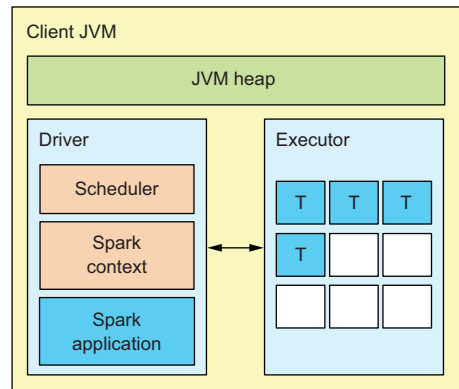 Client JVM
JVM heap
Driver
Scheduler
Spark
context
Spark
application
Executor
T T T
T